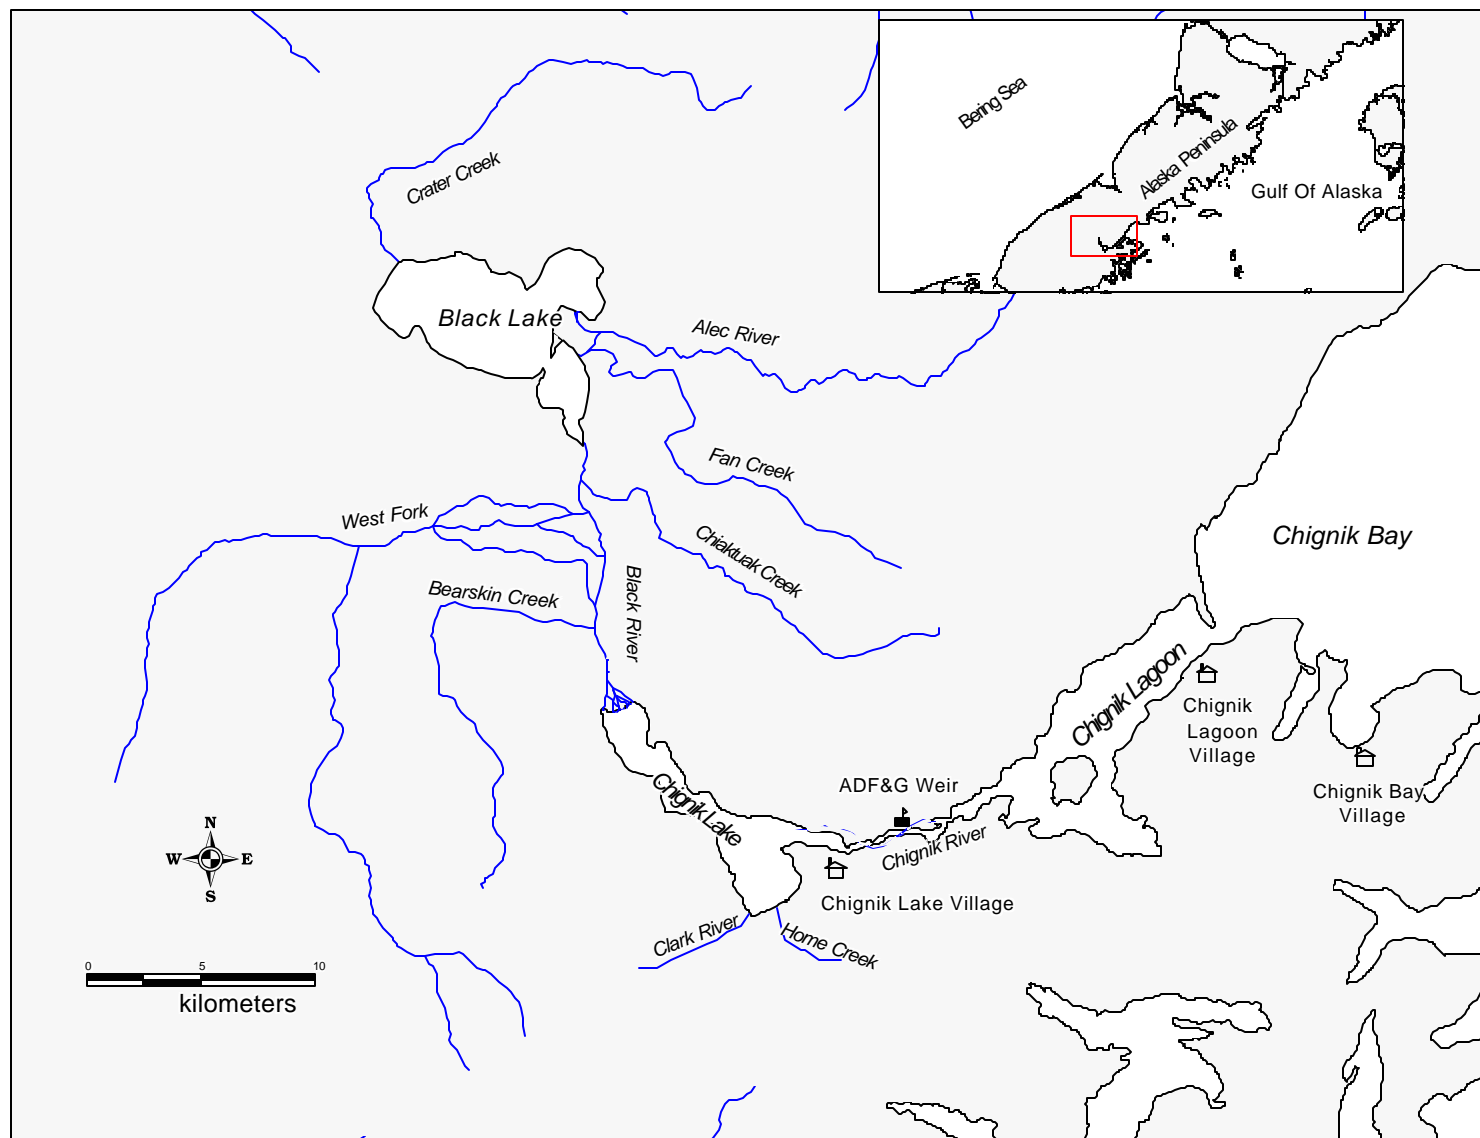 Bering Sea
Alaska Peninsula
Gulf Of Alaska
Crater Creek
Black Lake
Alec River
Fan Creek
West Fork
Chignik Bay
Chiaktuak Creek
Bearskin Creek
Black River
Chignik Lagoon
Chignik
Lagoon
Village
Chignik Lake
ADF&G Weir
Chignik Bay
Village
Chignik River
N
W E
S
Chignik Lake Village
Clark River
Home Creek
0 5 10
kilometers